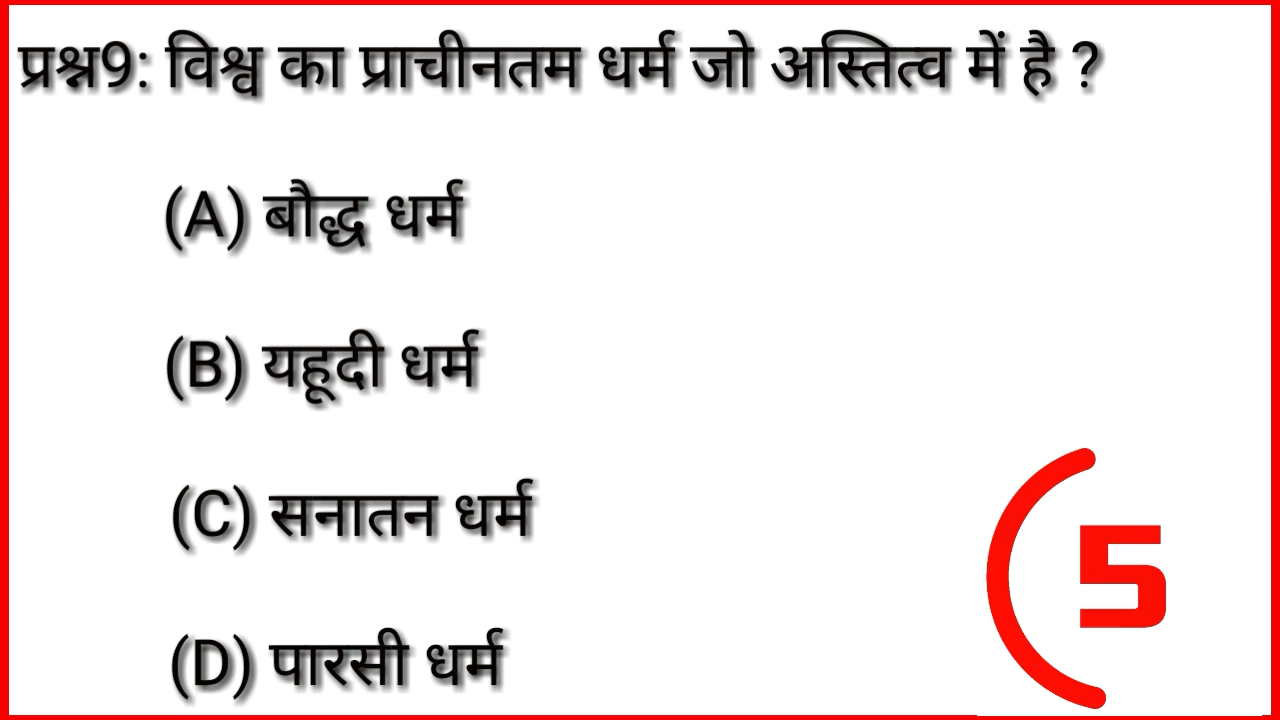 प्रश्न9: विश्व का प्राचीनतम धर्म जो अस्तित्व में है ?
(A) बौद्ध धर्म
(B) यहूदी धर्म
(C) सनातन धर्म
(D) पारसी धर्म
5